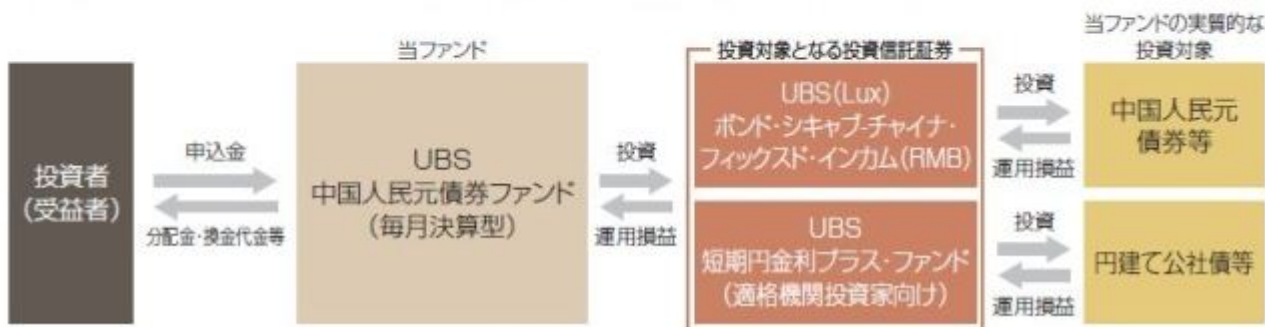 当ファンド
投資対象となる投資信託証券
当ファンドの実質的な
投資対象
投資者
(受益者)
申込金
分配金・換金代金等
UBS
中国人民元債券ファンド
(毎月決算型)
投資
運用損益
UBS(Lux)
ボンド・シキャブ-チャイナ・
フィックスド・インカム(RMB)
投資
運用損益
中国人民元
債券等
UBS
短期円金利プラス・ファンド
(適格機関投資家向け)
投資
運用損益
円建て公社債等